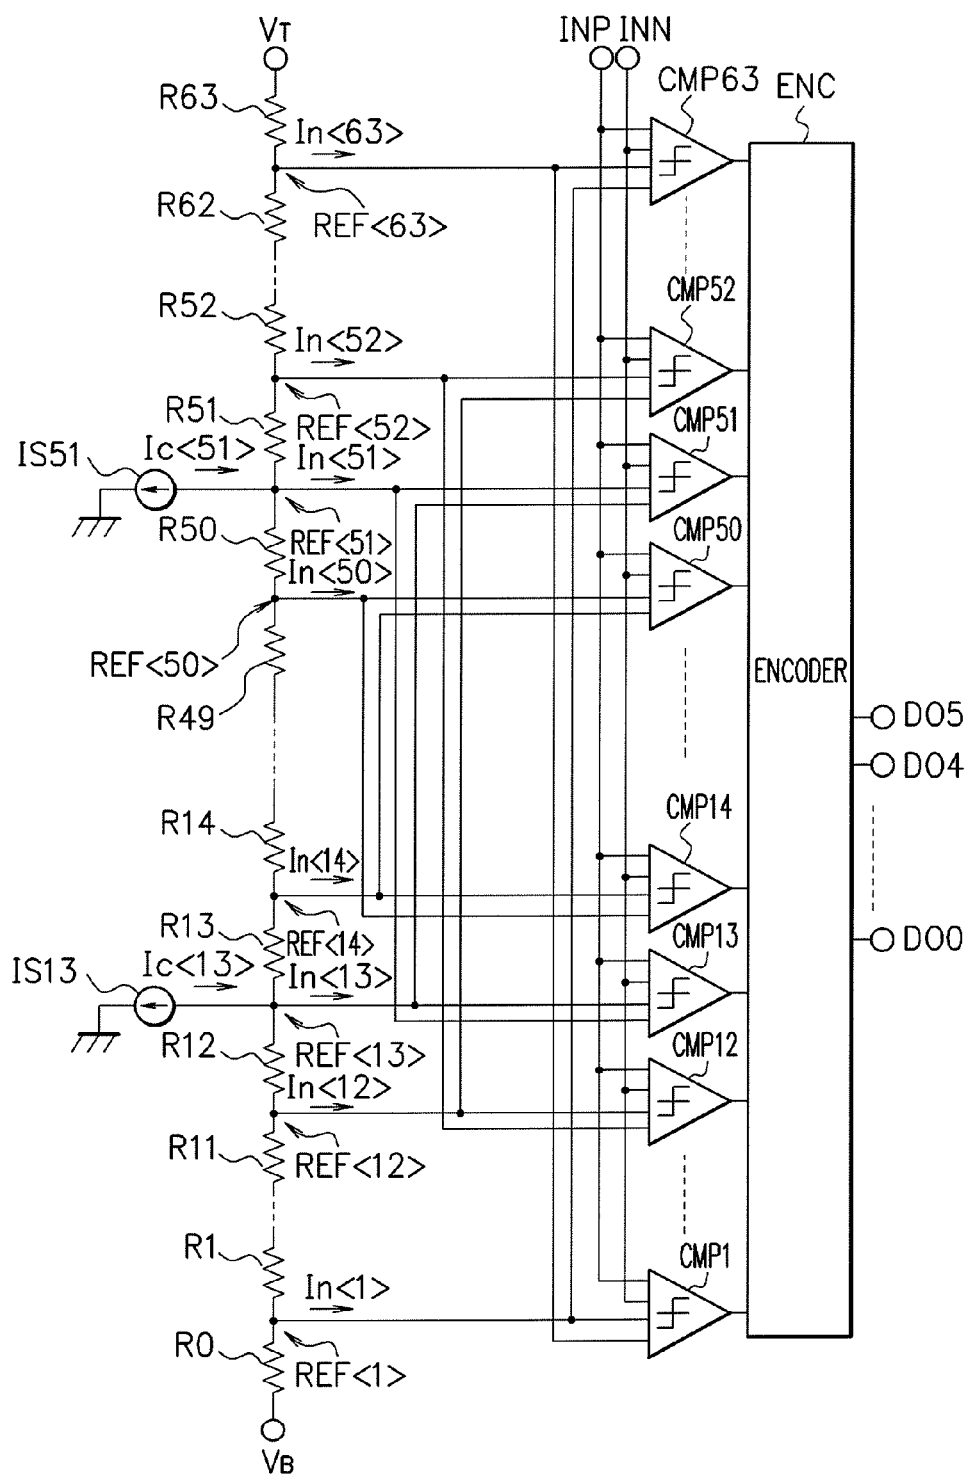 VT
INP INN
R63
CMP63
ENC
In<63>
R62
REF<63>
R52
CMP52
In<52>
R51
REF<52>
CMP51
IS51
Ic<51>
In<51>
R50
REF<51>
CMP50
In<50>
REF<50>
ENCODER
R49
DO5
DO4
R14
CMP14
In<14>
R13
REF<14>
CMP13
DO0
IS13
Ic<13>
In<13>
R12
REF<13>
CMP12
In<12>
R11
REF<12>
R1
CMP1
In<1>
R0
REF<1>
VB